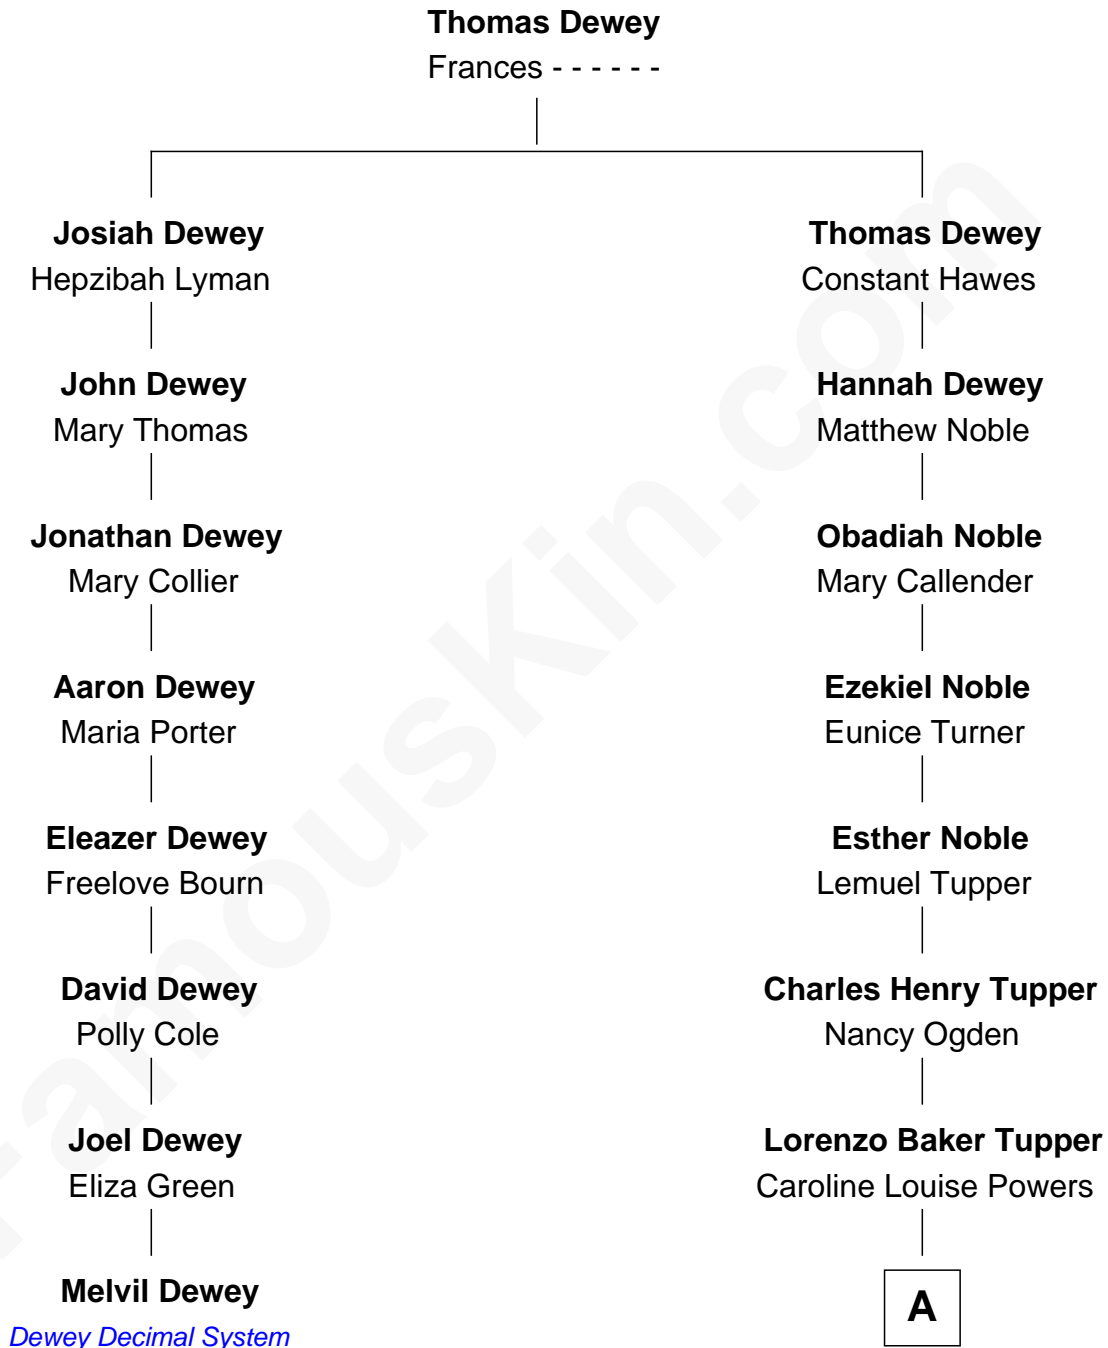 Thomas Dewey
Frances - - - - - -
Josiah Dewey
Hepzibah Lyman
Thomas Dewey
Constant Hawes
John Dewey
Mary Thomas
Hannah Dewey
Matthew Noble
Jonathan Dewey
Mary Collier
Obadiah Noble
Mary Callender
Aaron Dewey
Maria Porter
Ezekiel Noble
Eunice Turner
Eleazer Dewey
Freelove Bourn
Esther Noble
Lemuel Tupper
David Dewey
Polly Cole
Charles Henry Tupper
Nancy Ogden
Joel Dewey
Eliza Green
Lorenzo Baker Tupper
Caroline Louise Powers
Melvil Dewey
Dewey Decimal System
A
FamousKin.com